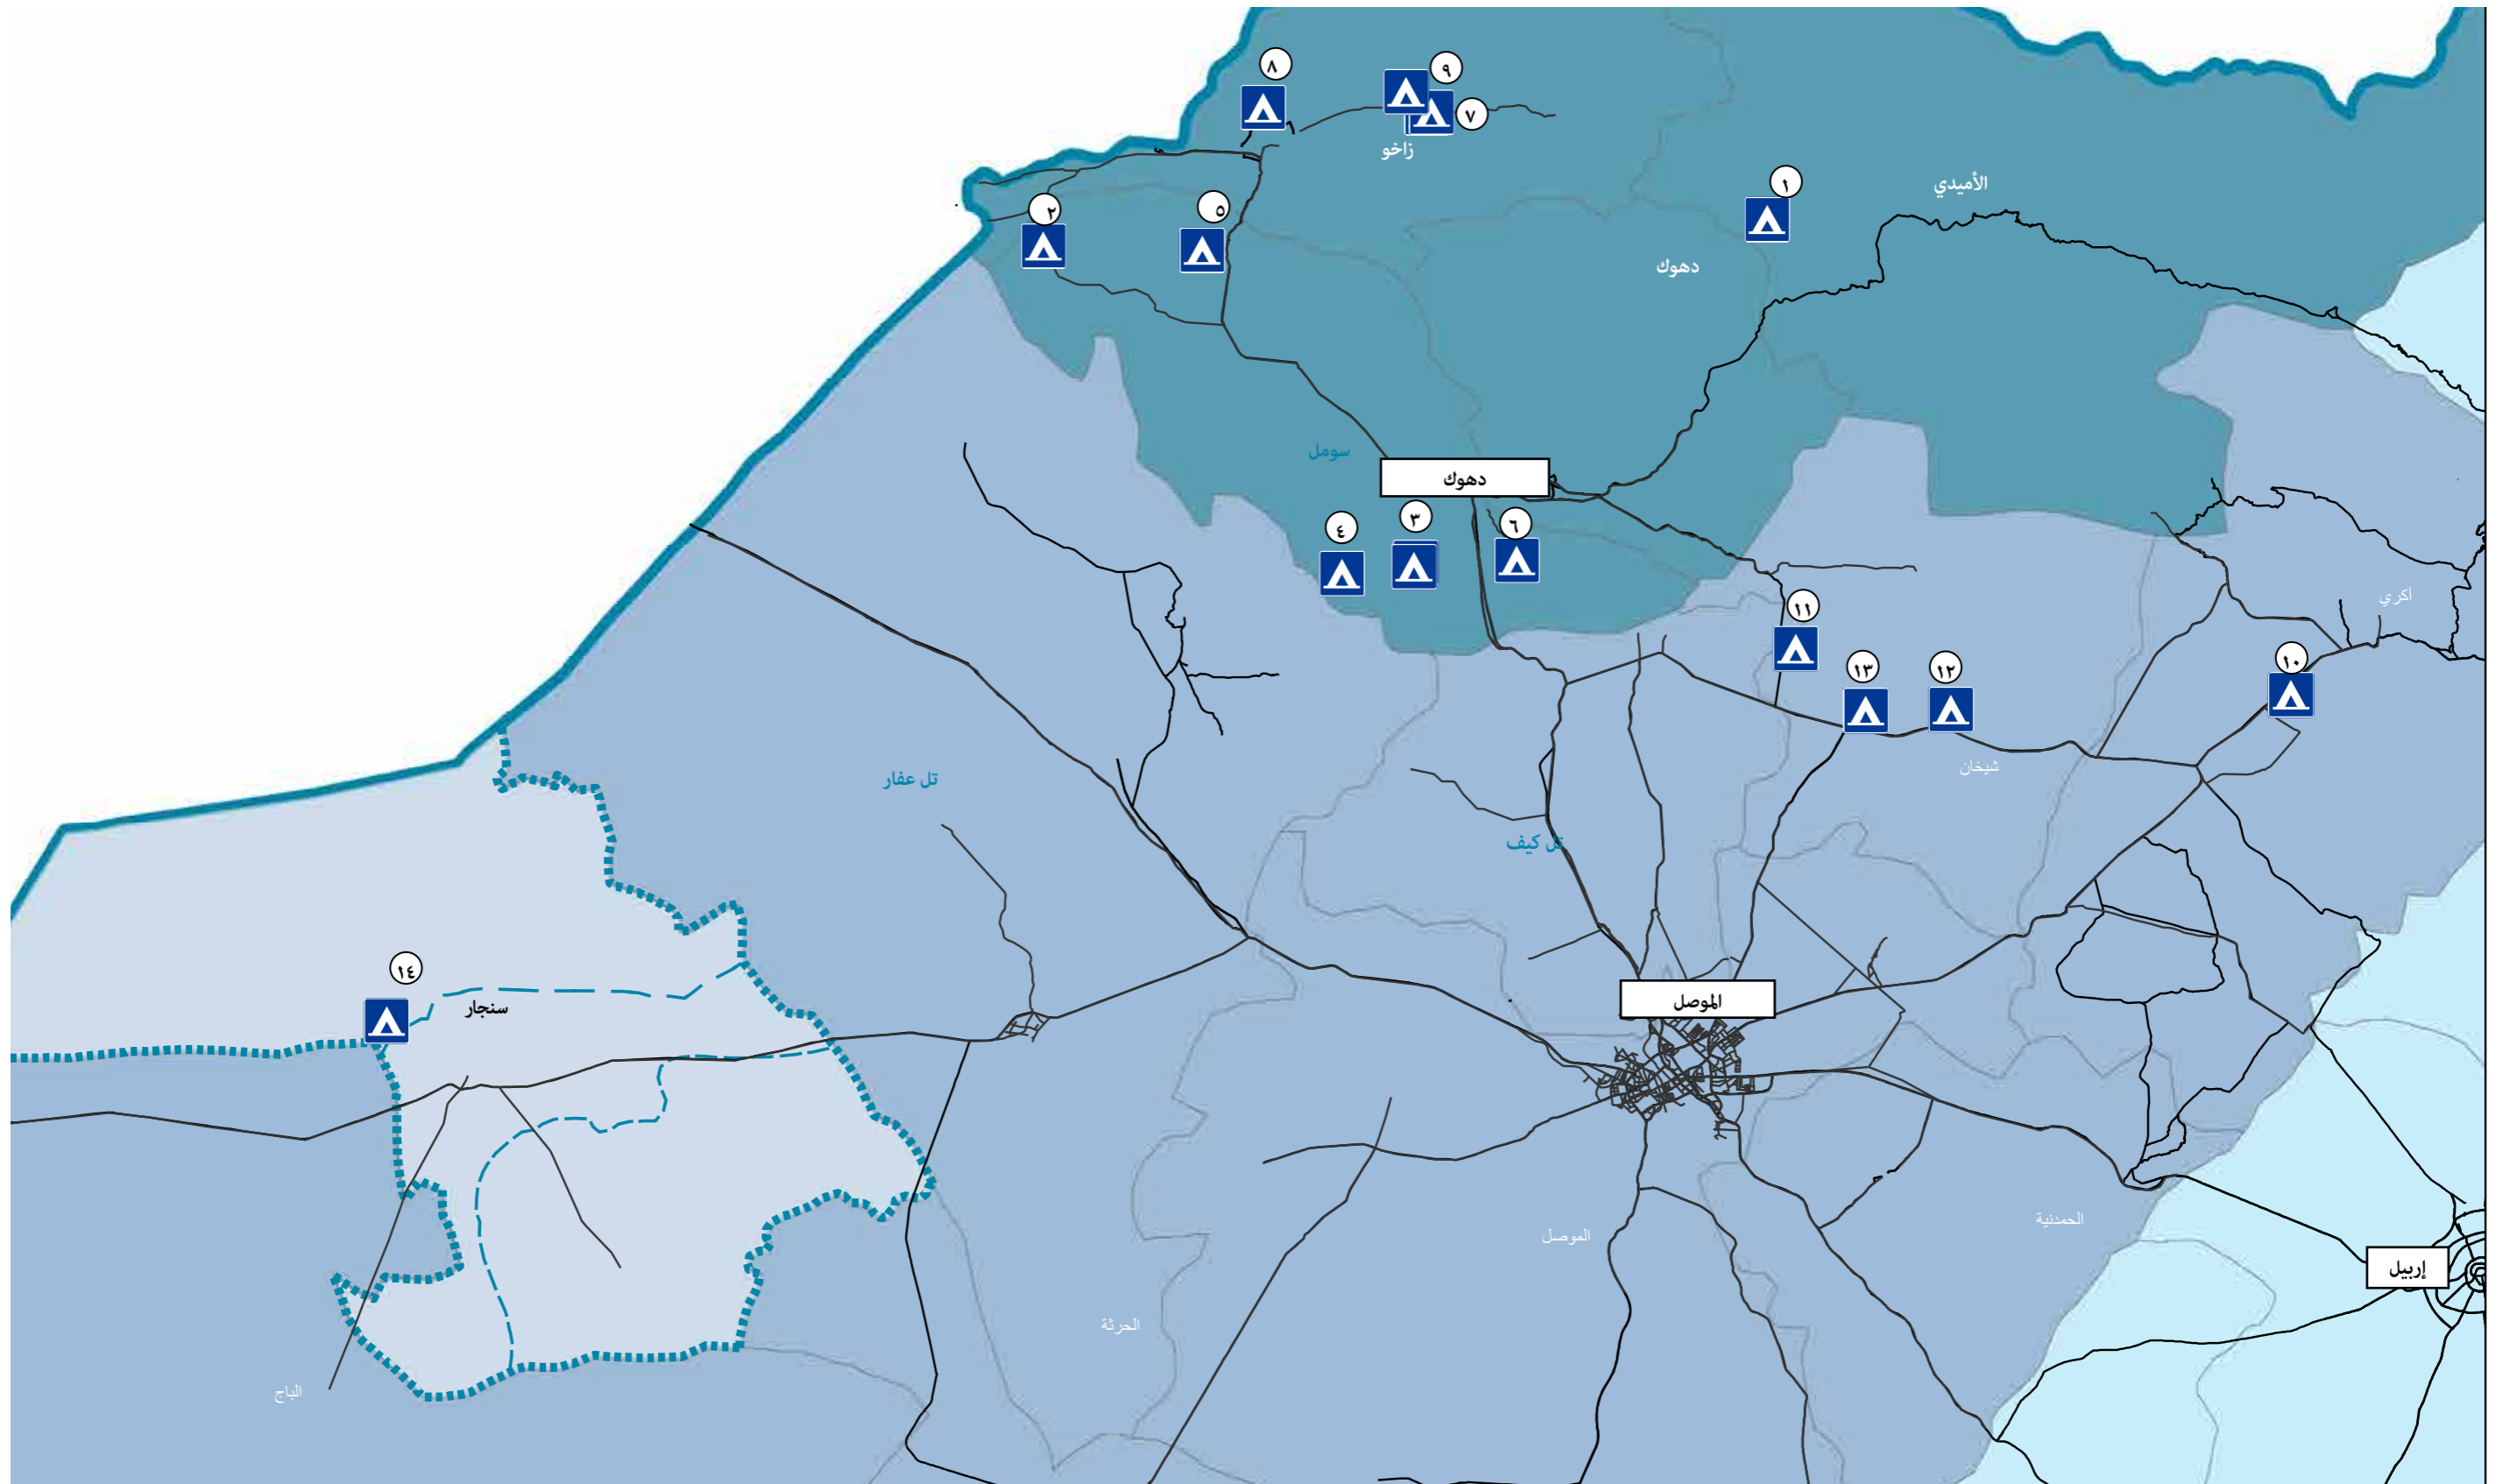 ٨
٩
٧
زاخو
١
الأميدي
٢
٥
دهوك
سومل
دهوك
٤
٣
٦
أكري
١١
١٣
١٢
١٠
شيخان
تل عفار
تل كيف
١٤
سنجار
الموصل
الحمدنية
الموصل
إربيل
الحرثة
الباج